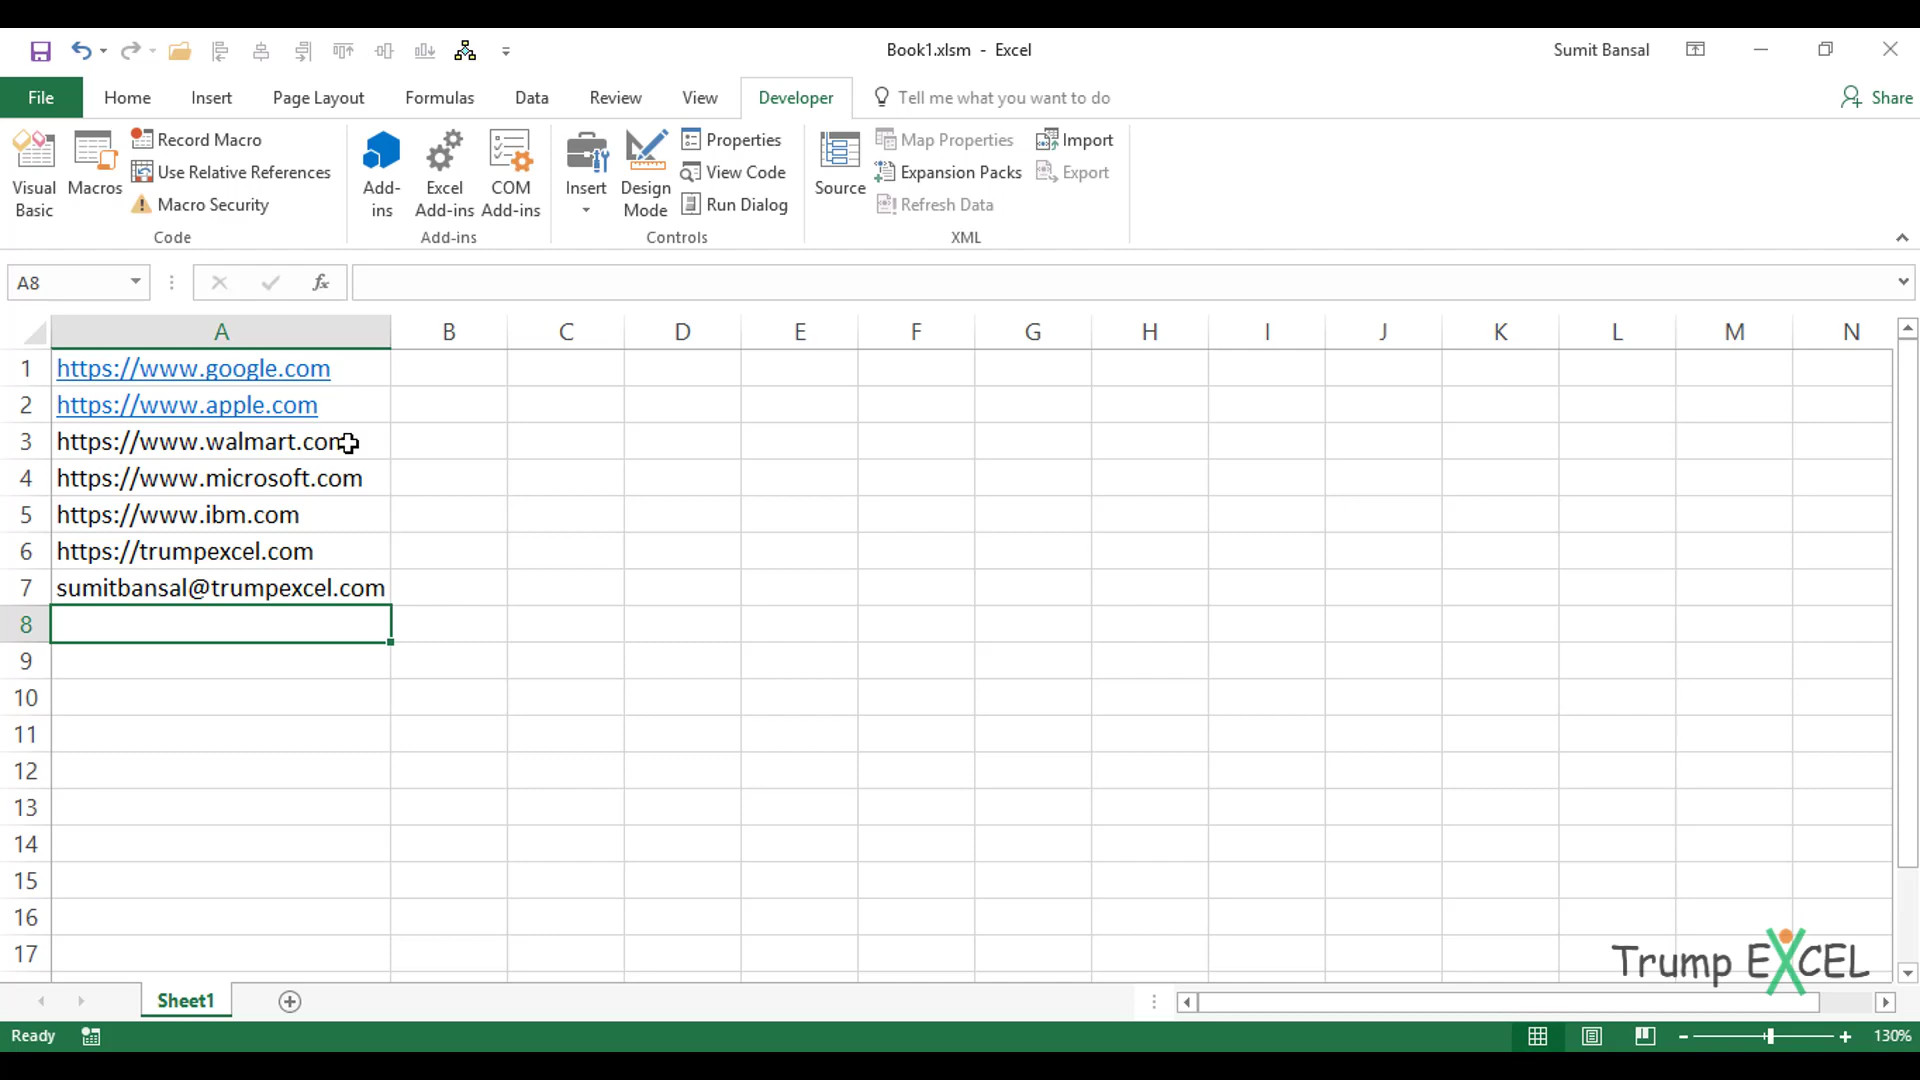 Book1.xlsm - Excel
Sumit Bansal
File Home Insert Page Layout Formulas Data Review View Developer Tell me what you want to do Share
Visual Basic
Macros
Record Macro
Use Relative References
Macro Security
Code
Add-ins
Excel Add-ins
COM Add-ins
Add-ins
Insert
Design Mode
Properties
View Code
Run Dialog
Controls
Source
Map Properties
Expansion Packs
Refresh Data
Import
Export
XML
A8
fx
A B C D E F G H I J K L M N
1 https://www.google.com
2 https://www.apple.com
3 https://www.walmart.com
4 https://www.microsoft.com
5 https://www.ibm.com
6 https://trumpexcel.com
7 sumitbansal@trumpexcel.com
8
9
10
11
12
13
14
15
16
17
Trump EXCEL
Sheet1
Ready
130%